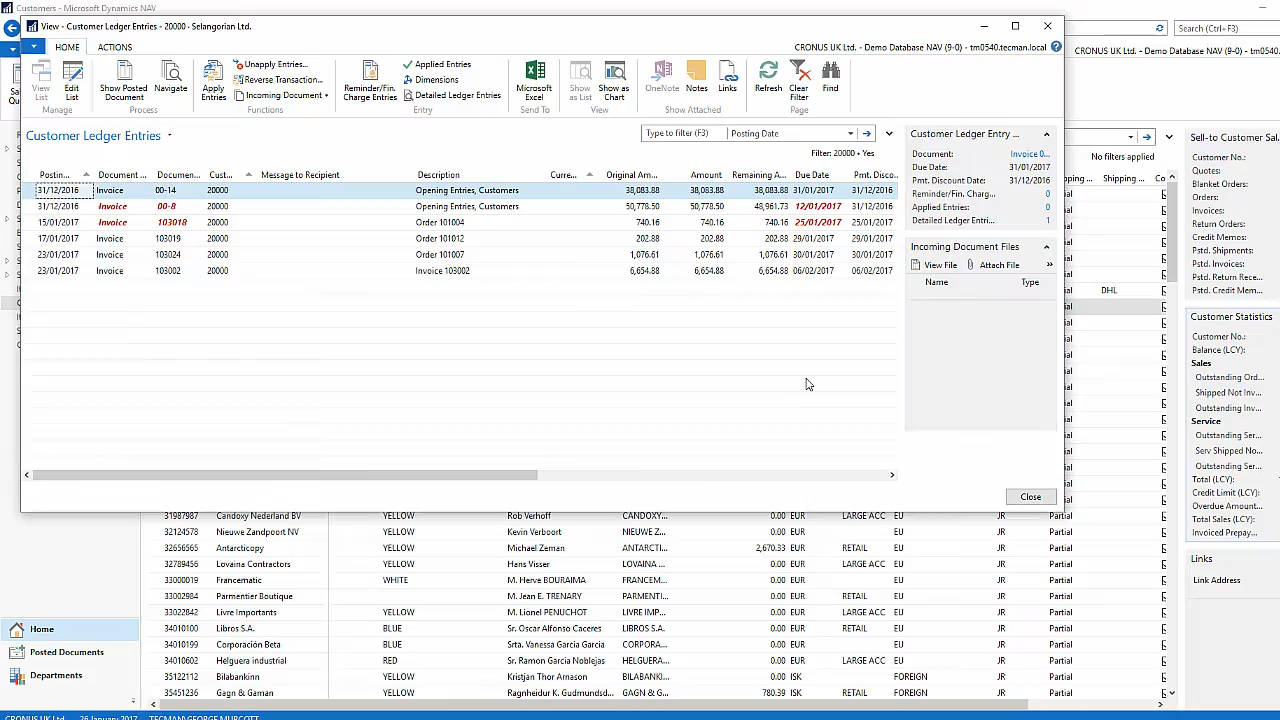 Customers - Microsoft Dynamics NAV
View - Customer Ledger Entries - 20000 · Selangorian Ltd.
HOME ACTIONS
CRONUS UK Ltd. - Demo Database NAV (9-0) - tm0540.tecman.local
Search (Ctrl+F3)
CRONUS UK Ltd. - Demo Database NAV (9-0) - tm0540.
View List
Edit List
Manage
Show Posted Document
Navigate
Process
Apply Entries
Unapply Entries...
Reverse Transaction...
Incoming Document
Functions
Reminder/Fin. Charge Entries
Applied Entries
Dimensions
Detailed Ledger Entries
Entry
Microsoft Excel
Send To
Show as List
Show as Chart
View
OneNote
Notes
Links
Show Attached
Refresh
Clear Filter
Find
Page
Customer Ledger Entries
Type to filter (F3) Posting Date
Filter: 20000 • Yes
Postin... Document ... Documen... Cust... Message to Recipient Description Curre... Original Am... Amount Remaining A... Due Date Pmt. Disco
31/12/2016 Invoice 00-14 20000 Opening Entries, Customers 38,083.88 38,083.88 38,083.88 31/01/2017 31/12/2016
31/12/2016 Invoice 00-8 20000 Opening Entries, Customers 50,778.50 50,778.50 48,961.73 12/01/2017 31/12/2016
15/01/2017 Invoice 103018 20000 Order 101004 740.16 740.16 740.16 25/01/2017 25/01/2017
17/01/2017 Invoice 103019 20000 Order 101012 202.88 202.88 202.88 29/01/2017 29/01/2017
23/01/2017 Invoice 103024 20000 Order 101007 1,076.61 1,076.61 1,076.61 30/01/2017 30/01/2017
23/01/2017 Invoice 103002 20000 Invoice 103002 6,654.88 6,654.88 6,654.88 06/02/2017 06/02/2017
Customer Ledger Entry ...
Document: Invoice 0...
Due Date: 31/01/2017
Pmt. Discount Date: 31/12/2016
Reminder/Fin. Charg... 0
Applied Entries: 0
Detailed Ledger Entri... 1
Incoming Document Files
View File Attach File »
Name Type
Close
No filters applied
pping ... Shipping ... Co
DHL
Sell-to Customer Sal
Customer No.:
Quotes:
Blanket Orders:
Orders:
Invoices:
Return Orders:
Credit Memos:
Pstd. Shipments:
Pstd. Invoices:
Pstd. Return Rece...
Pstd. Credit Mem...
Customer Statistics
Customer No.:
Balance (LCY):
Sales
Outstanding Ord...
Shipped Not Inv...
Outstanding Inv...
Service
Outstanding Ser...
Serv Shipped No...
Outstanding Ser...
Total (LCY):
Credit Limit (LCY):
Overdue Amount...
Total Sales (LCY):
Invoiced Prepay...
Links
Link Address
31987987 Candoxy Nederland BV YELLOW Rob Verhoff CANDOXY... 0.00 EUR LARGE ACC EU JR Partial
32124578 Nieuwe Zandpoort NV YELLOW Kevin Verboort NIEUWE Z... 0.00 EUR EU JR Partial
32656565 Antarcticopy YELLOW Michael Zeman ANTARCTI... 2,670.33 EUR RETAIL EU JR Partial
32789456 Lovaina Contractors YELLOW Hans Visser LOVAINA ... 0.00 EUR LARGE ACC EU JR Partial
33000019 Francematic WHITE M. Herve BOURAIMA FRANCEM... 0.00 EUR EU JR Partial
33002984 Parmentier Boutique M. Jean E. TRENARY PARMENTI... 0.00 EUR RETAIL EU JR Partial
33022842 Livre Importants YELLOW M. Lionel PENUCHOT LIVRE IMP... 0.00 EUR LARGE ACC EU JR Partial
34010100 Libros S.A. BLUE Sr. Oscar Alfonso Caceres LIBROS S.A. 0.00 EUR RETAIL EU JR Partial
34010199 Corporación Beta BLUE Srta. Vanessa Garcia Garcia CORPORA... 0.00 EUR EU JR Partial
34010602 Helguera industrial RED Sr. Ramon Garcia Noblejas HELGUERA... 0.00 EUR LARGE ACC EU JR Partial
35122112 Bilabankinn YELLOW Kristjan Thor Arnason BILABANK... 0.00 ISK FOREIGN JR Partial
35451236 Gagn & Gaman YELLOW Ragnheidur K. Gudmundsd... GAGN & G... 780.39 ISK RETAIL FOREIGN JR Partial
Home
Posted Documents
Departments
CRONUS UK Ltd. 26 January 2017 TECMAN\GEORGE.MURCOTT